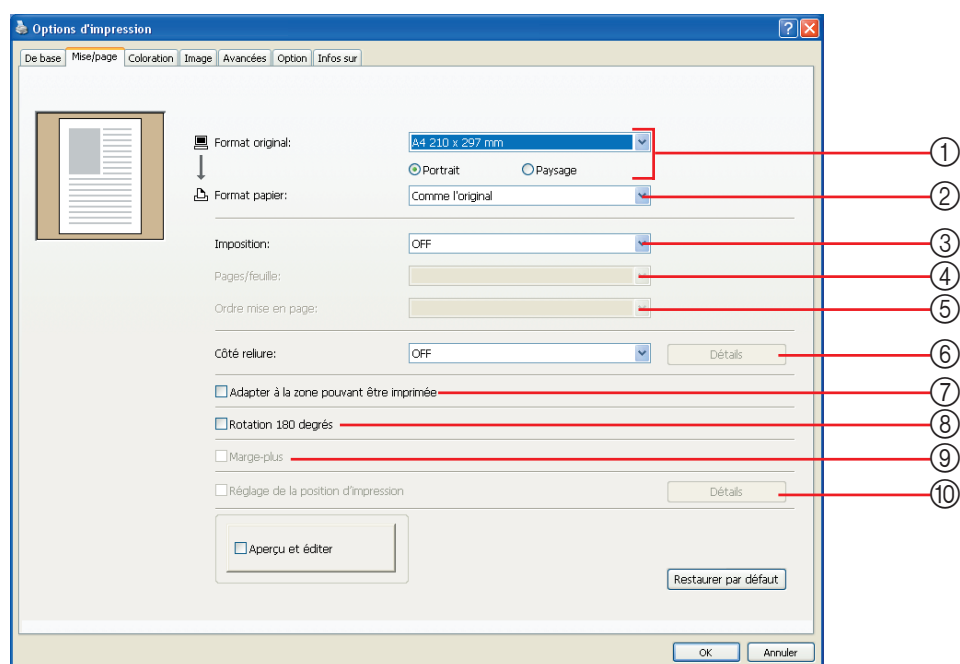 Options d'impression
De base Mise/page Coloration Image Avancées Option Infos sur
Format original: A4 210 x 297 mm
Portrait Paysage ①
Format papier: Comme l'original ②
Imposition: OFF ③
Pages/feuille: ④
Ordre mise en page: ⑤
Côté reliure: OFF Détails ⑥
Adapter à la zone pouvant être imprimée ⑦
Rotation 180 degrés ⑧
Marge-plus ⑨
Réglage de la position d'impression Détails ⑩
Aperçu et éditer
Restaurer par défaut
OK Annuler